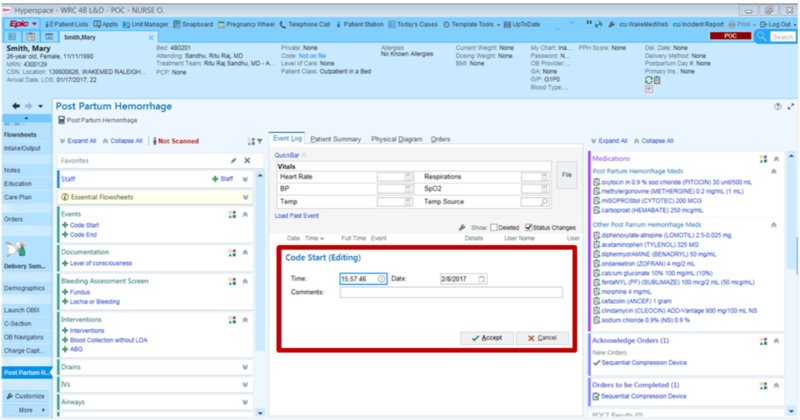 Hyperspace - WRC 4B L&D - POC - NURSE O.
Epic Patient Lists Appts Unit Manager Snapboard Pregnancy Wheel Telephone Call Patient Station Today's Cases Template Tools UpToDate WakeMedWeb Incident Report Print Log Out
Smith,Mary POC Search
Smith, Mary
26-year old, Female, 11/11/1990
MRN: 4300129
CSN, Location: 139800826, WAKEMED RALEIGH...
Arrival Date, LOS: 01/17/2017, 22
Bed: 4B0201
Attending: Sandhu, Ritu Raj, MD
Treatment Team: Ritu Raj Sandhu, MD - A...
PCP: None
Private: None
Code: Not on file
Level of Care: None
Patient Class: Outpatient in a Bed
Allergies
No Known Allergies
Current Weight: None
Dosing Weight: None
BMI: None
My Chart: Ina...
Password: N...
OB Provider:...
GA: None
G/P: G1P0
Blood Type:...
PPH Score: None
Del. Date: None
Delivery Method: None
Postpartum Day #: None
Primary Ins.: None
Post Partum Hemorrhage
Post Partum Hemorrhage
Flowsheets
Intake/Output
Notes
Education
Care Plan
Orders
Delivery Sum...
Demographics
Launch OBIX
C-Section
OB Navigators
Charge Capt...
Post Partum H...
Customize
More
Expand All Collapse All Not Scanned
Favorites
Staff + Staff
Essential Flowsheets
Events
+ Code Start
+ Code End
Documentation
+ Level of consciousness
Bleeding Assessment Screen
+ Fundus
+ Lochia or Bleeding
Interventions
+ Interventions
+ Blood Collection without LDA
+ ABG
Drains
IVs
Airways
Event Log Patient Summary Physical Diagram Orders
QuickBar
Vitals
Heart Rate Respirations
BP SpO2
Temp Temp Source
File
Load Past Event
Show: Deleted Status Changes
Date Time Full Time Event Details User Name User
Code Start (Editing)
Time: 15:57:46 Date: 2/8/2017
Comments:
Accept Cancel
Expand All Collapse All
Medications
Post Partum Hemorrhage Meds
oxytocin in 0.9 % sod chloride (PITOCIN) 30 unit/500 mL
methylergonovine (METHERGINE) 0.2 mg/mL (1 mL)
miSOPROStol (CYTOTEC) 200 MCG
carboprost (HEMABATE) 250 mcg/mL
Other Post Partum Hemorrhage Meds
diphenoxylate-atropine (LOMOTIL) 2.5-0.025 mg
acetaminophen (TYLENOL) 325 MG
diphenhydrAMINE (BENADRYL) 50 mg/mL
ondansetron (ZOFRAN) 4 mg/2 mL
calcium gluconate 10% 100 mg/mL (10%)
fentaNYL (PF) (SUBLIMAZE) 100 mcg/2 mL (50 mcg/mL)
morphine 4 mg/mL
cefazolin (ANCEF) 1 gram
clindamycin (CLEOCIN) ADD-Vantage 900 mg/100 mL NS
sodium chloride 0.9% (NS) 0.9 %
Acknowledge Orders (1)
New Orders
Sequential Compression Device
Orders to be Completed (1)
Sequential Compression Device